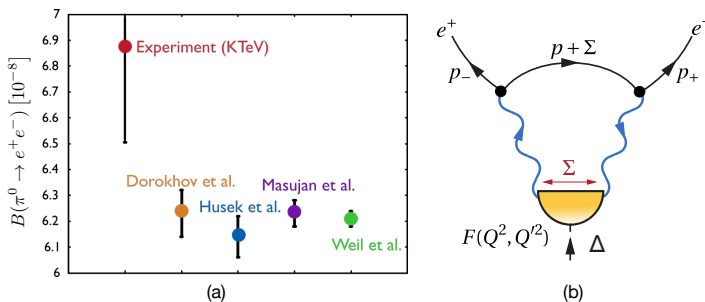 B(π⁰ → e⁺e⁻) [10⁻⁸]
7
6.9
6.8
6.7
6.6
6.5
6.4
6.3
6.2
6.1
6
Experiment (KTeV)
Dorokhov et al.
Husek et al.
Masujan et al.
Weil et al.
(a)
e⁺
e⁻
p + Σ
p₋
p₊
Σ
F(Q², Q′²)
Δ
(b)